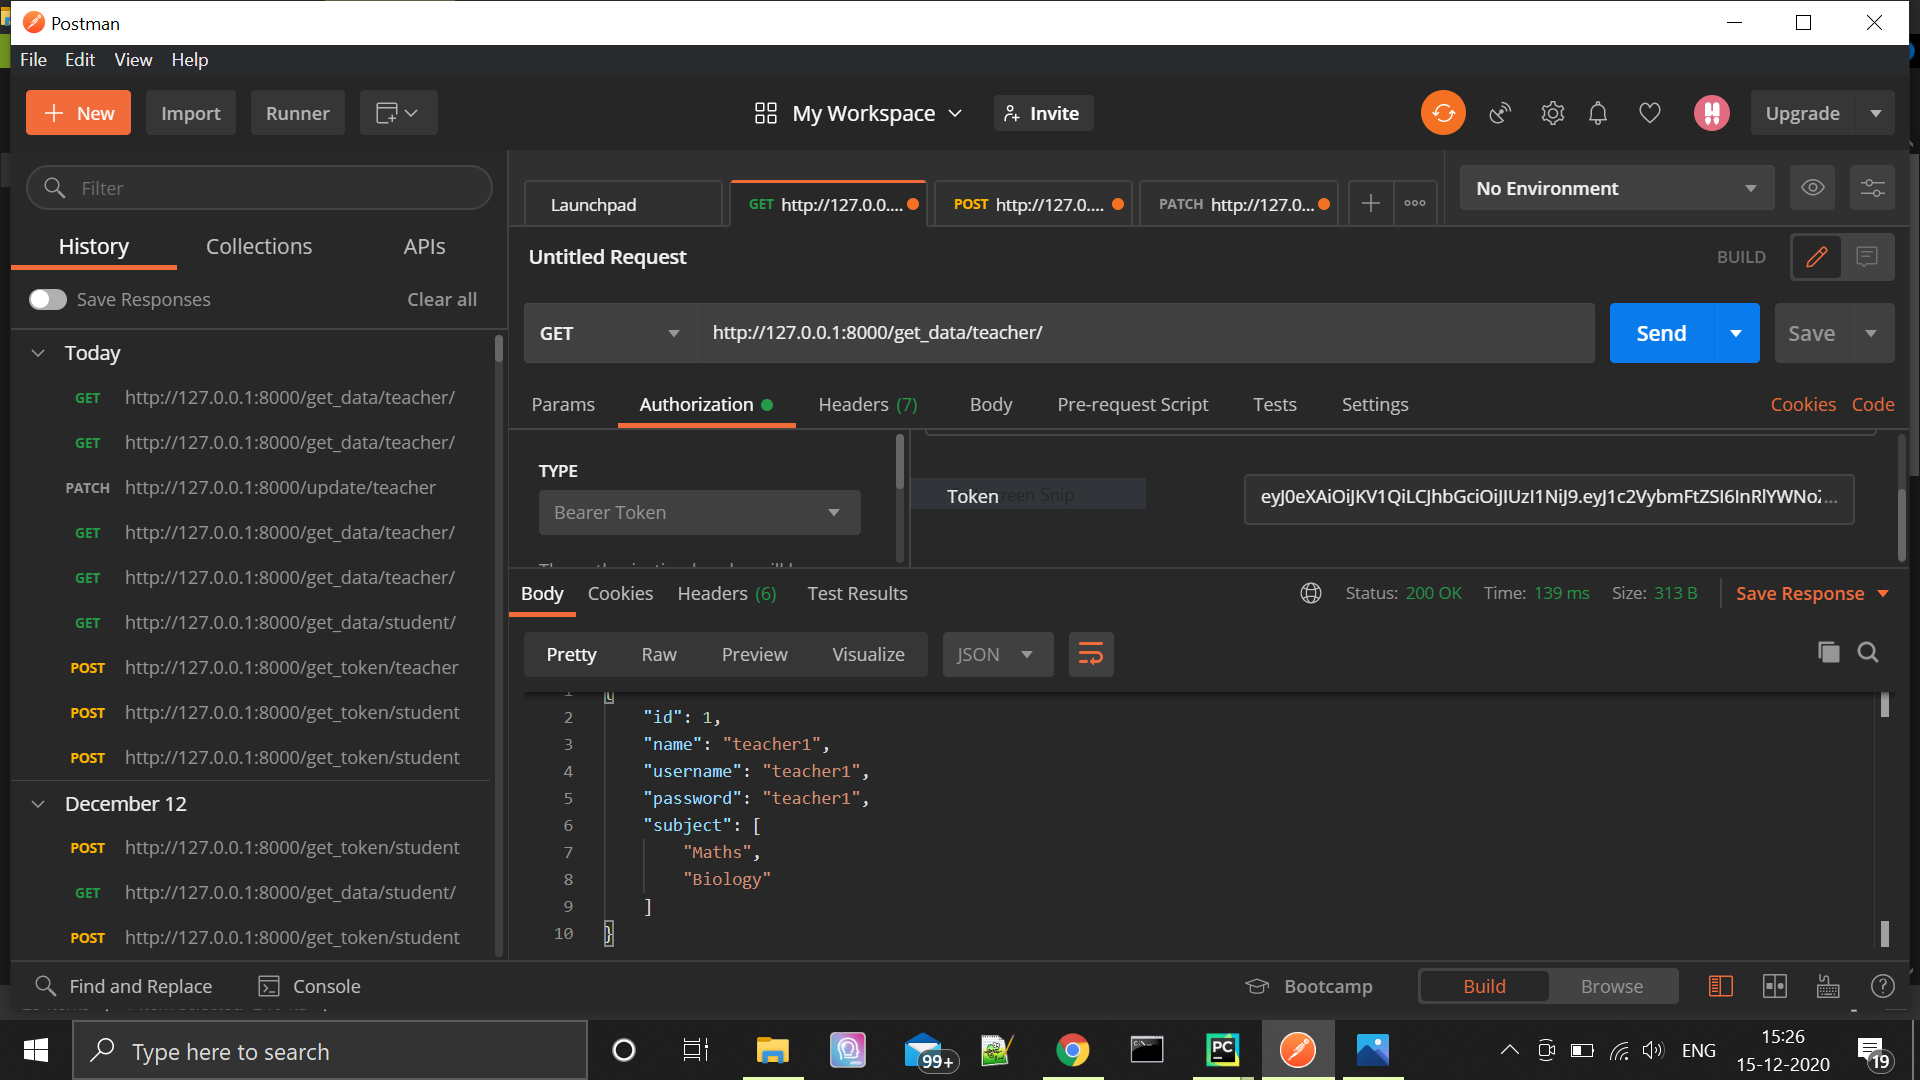 Postman
File Edit View Help
New Import Runner My Workspace Invite Upgrade
Filter
History Collections APIs
Save Responses Clear all
Today
GET http://127.0.0.1:8000/get_data/teacher/
GET http://127.0.0.1:8000/get_data/teacher/
PATCH http://127.0.0.1:8000/update/teacher
GET http://127.0.0.1:8000/get_data/teacher/
GET http://127.0.0.1:8000/get_data/teacher/
GET http://127.0.0.1:8000/get_data/student/
POST http://127.0.0.1:8000/get_token/teacher
POST http://127.0.0.1:8000/get_token/student
POST http://127.0.0.1:8000/get_token/student
December 12
POST http://127.0.0.1:8000/get_token/student
GET http://127.0.0.1:8000/get_data/student/
POST http://127.0.0.1:8000/get_token/student
Launchpad GET http://127.0.0.... POST http://127.0.... PATCH http://127.0... No Environment
Untitled Request BUILD
GET http://127.0.0.1:8000/get_data/teacher/ Send Save
Params Authorization Headers (7) Body Pre-request Script Tests Settings Cookies Code
TYPE
Bearer Token
Token Snip
eyJ0eXAiOiJKV1QiLCJhbGciOiJIUzI1NiJ9.eyJ1c2VybmFtZSI6InRlYWNo...
Body Cookies Headers (6) Test Results Status: 200 OK Time: 139 ms Size: 313 B Save Response
Pretty Raw Preview Visualize JSON
1 {
2 "id": 1,
3 "name": "teacher1",
4 "username": "teacher1",
5 "password": "teacher1",
6 "subject": [
7 "Maths",
8 "Biology"
9 ]
10 }
Find and Replace Console Bootcamp Build Browse
Type here to search 99+ PC ENG 15:26
15-12-2020 19